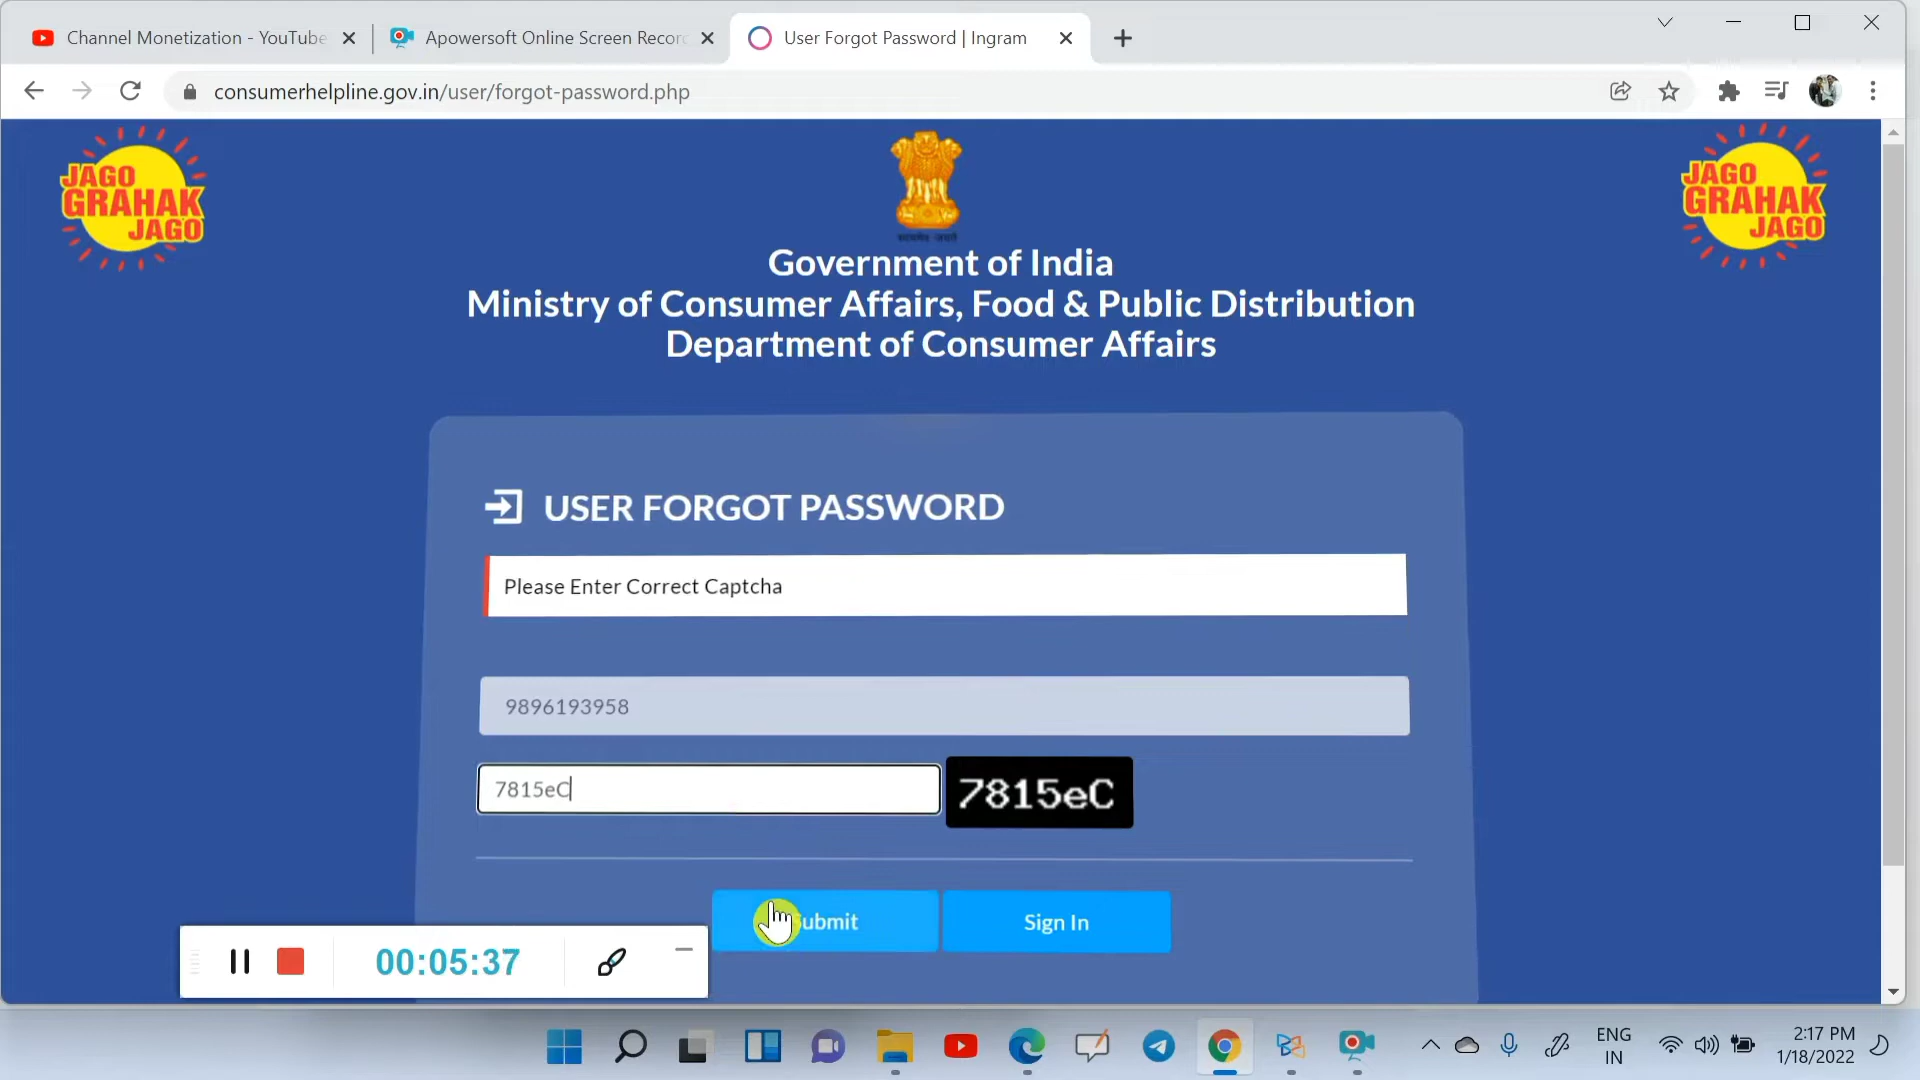 Channel Monetization - YouTube
Apowersoft Online Screen Recor
User Forgot Password | Ingram
consumerhelpline.gov.in/user/forgot-password.php
JAGO
GRAHAK
JAGO
JAGO
GRAHAK
JAGO
Government of India
Ministry of Consumer Affairs, Food & Public Distribution
Department of Consumer Affairs
USER FORGOT PASSWORD
Please Enter Correct Captcha
9896193958
7815eC
7815eC
ubmit
Sign In
00:05:37
ENG
IN
2:17 PM
1/18/2022